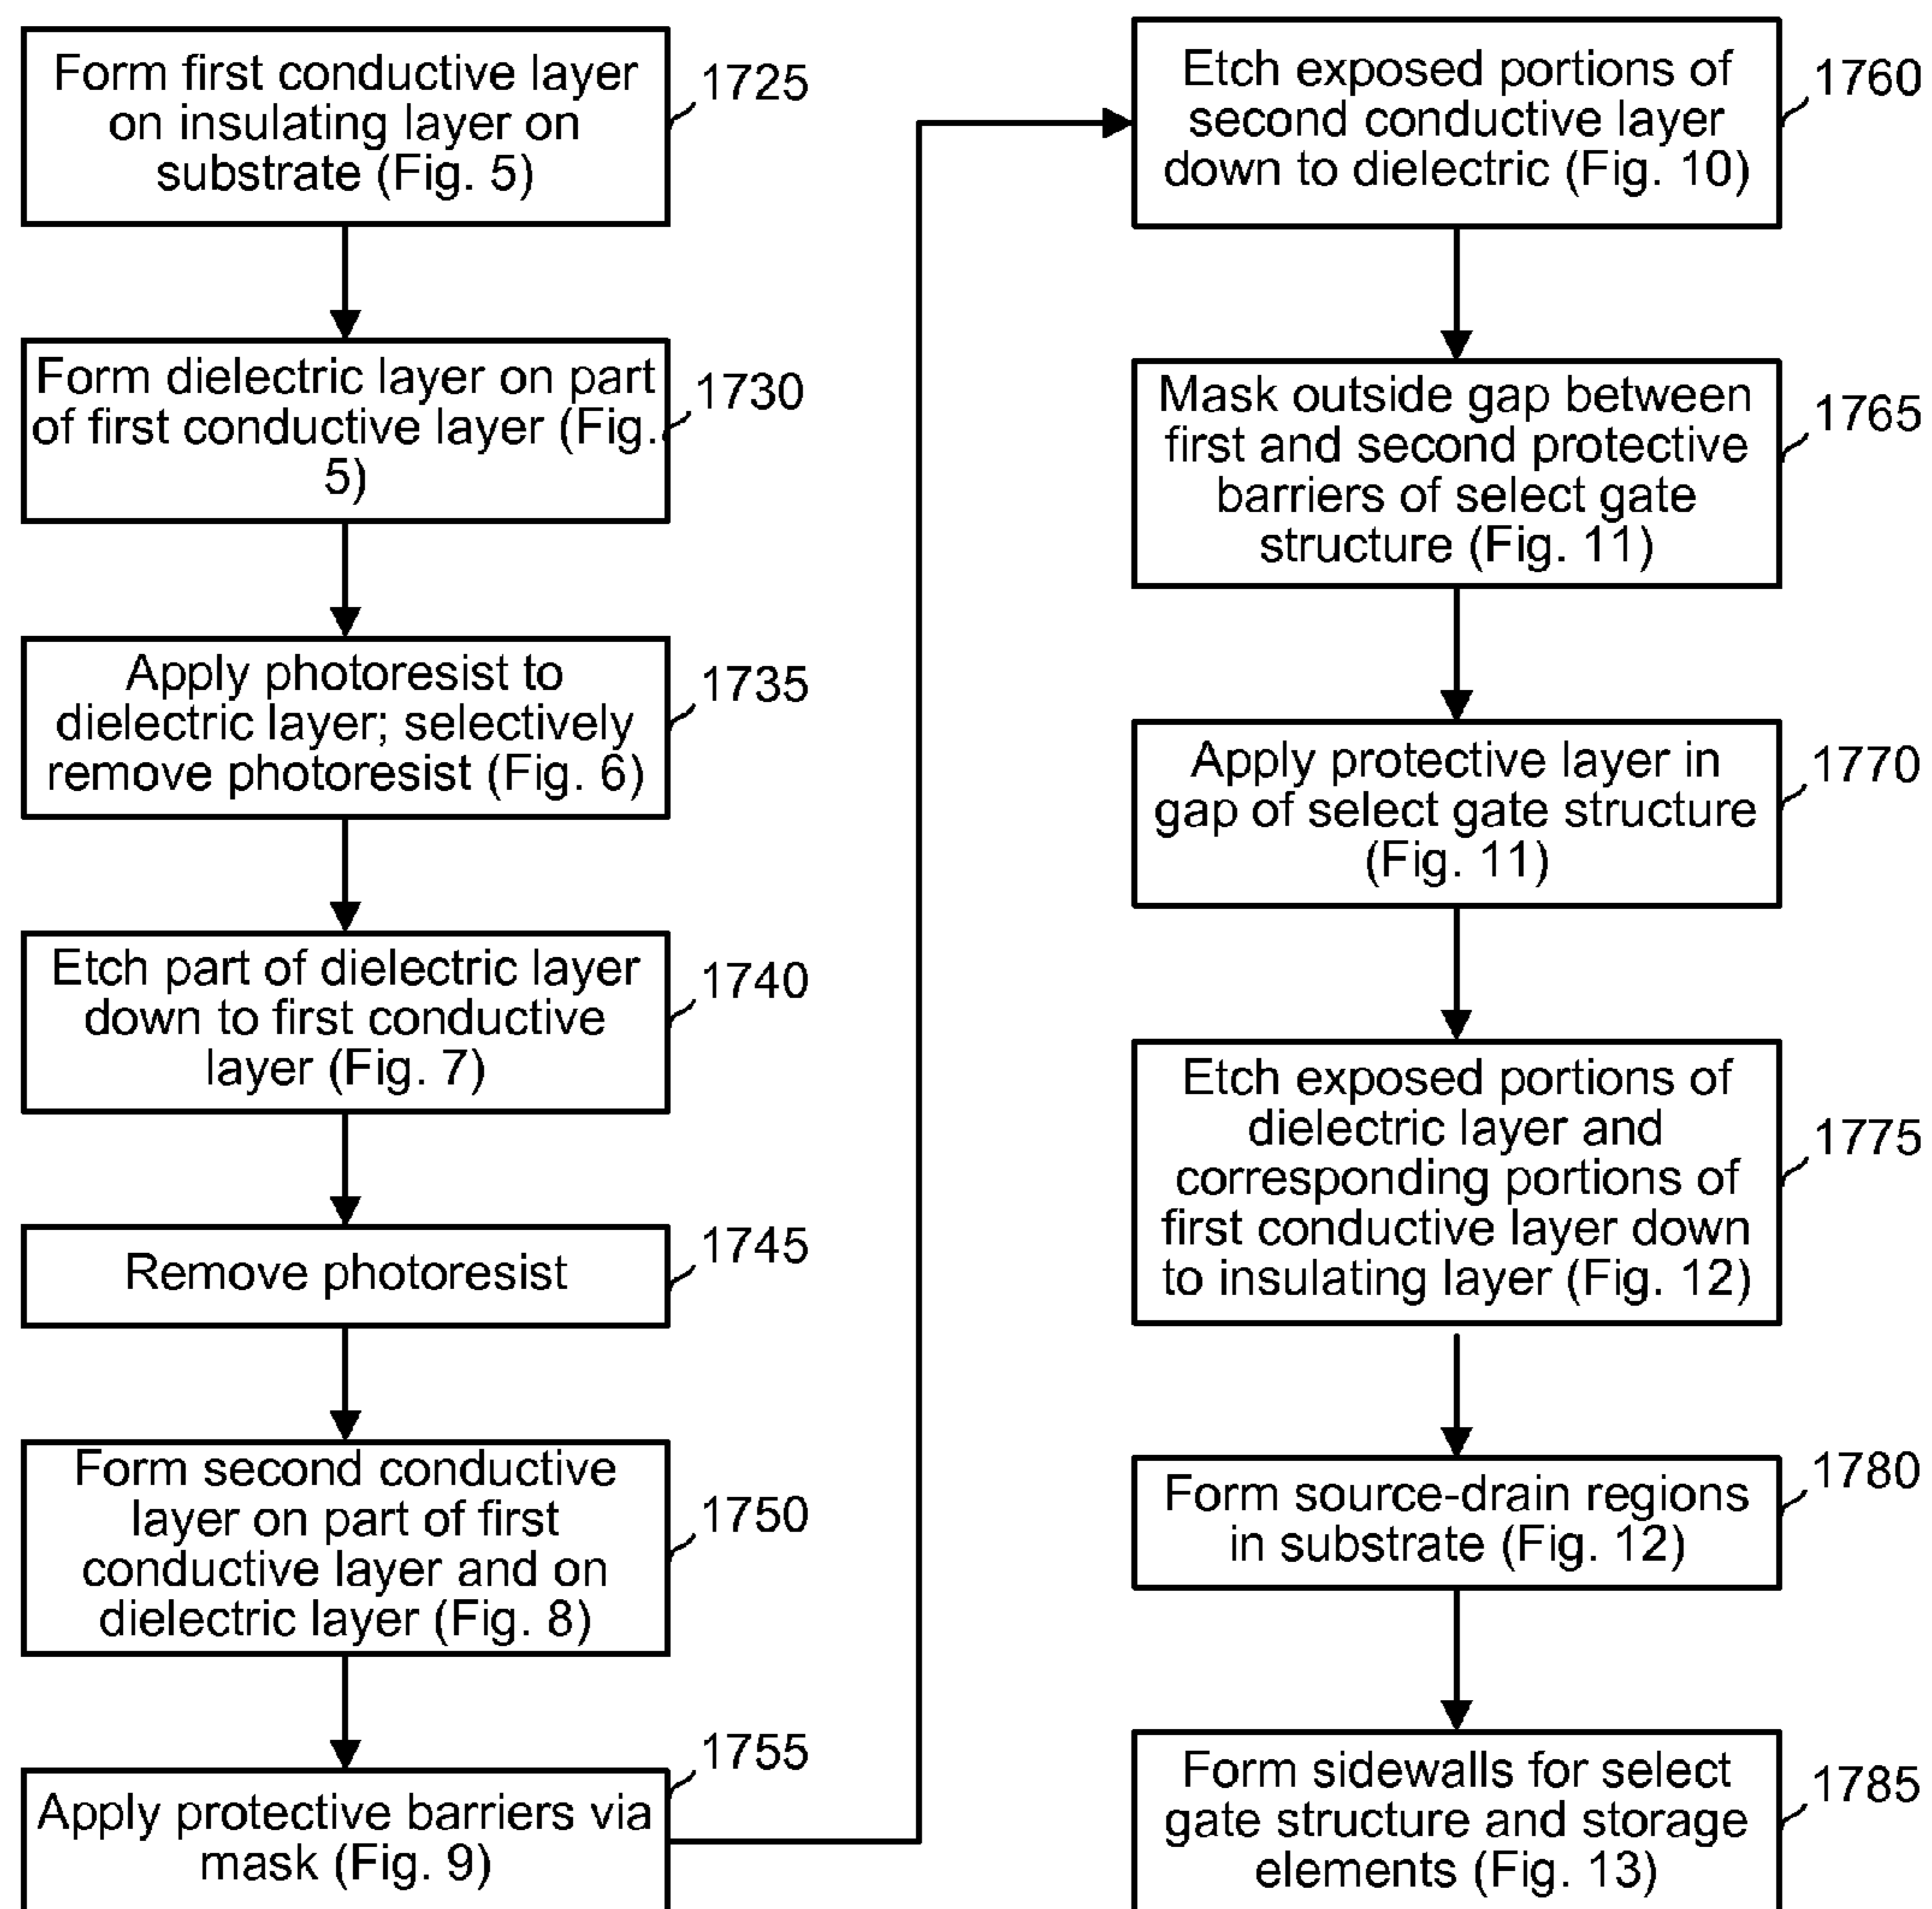 Form first conductive layer
on insulating layer on
substrate (Fig. 5)
1725
Form dielectric layer on part
of first conductive layer (Fig.
5)
1730
Apply photoresist to
dielectric layer; selectively
remove photoresist (Fig. 6)
1735
Etch part of dielectric layer
down to first conductive
layer (Fig. 7)
1740
Remove photoresist
1745
Form second conductive
layer on part of first
conductive layer and on
dielectric layer (Fig. 8)
1750
Apply protective barriers via
mask (Fig. 9)
1755
Etch exposed portions of
second conductive layer
down to dielectric (Fig. 10)
1760
Mask outside gap between
first and second protective
barriers of select gate
structure (Fig. 11)
1765
Apply protective layer in
gap of select gate structure
(Fig. 11)
1770
Etch exposed portions of
dielectric layer and
corresponding portions of
first conductive layer down
to insulating layer (Fig. 12)
1775
Form source-drain regions
in substrate (Fig. 12)
1780
Form sidewalls for select
gate structure and storage
elements (Fig. 13)
1785